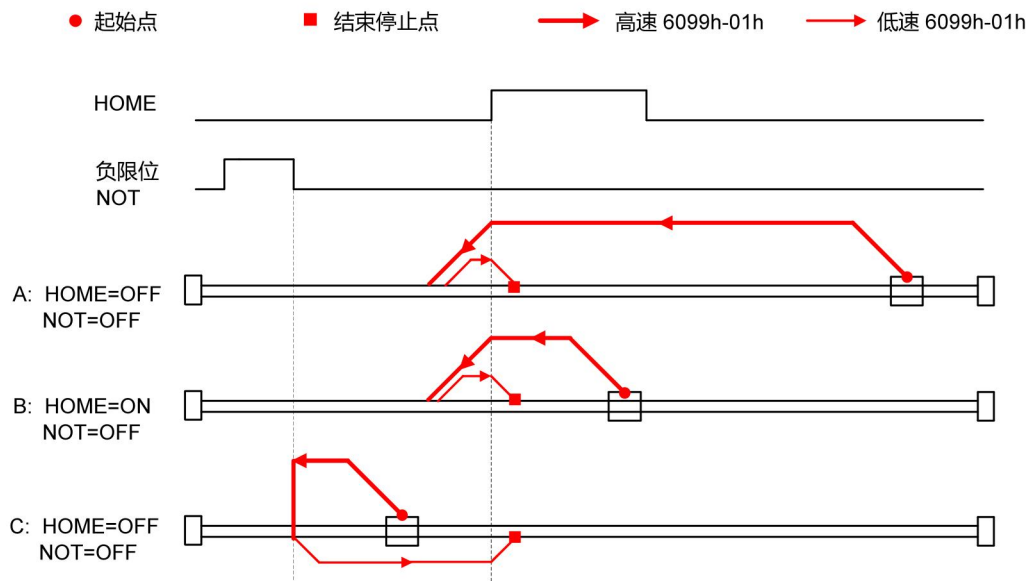 起始点 结束停止点 高速 6099h-01h 低速 6099h-01h
HOME
负限位
NOT
A: HOME=OFF
NOT=OFF
B: HOME=ON
NOT=OFF
C: HOME=OFF
NOT=OFF